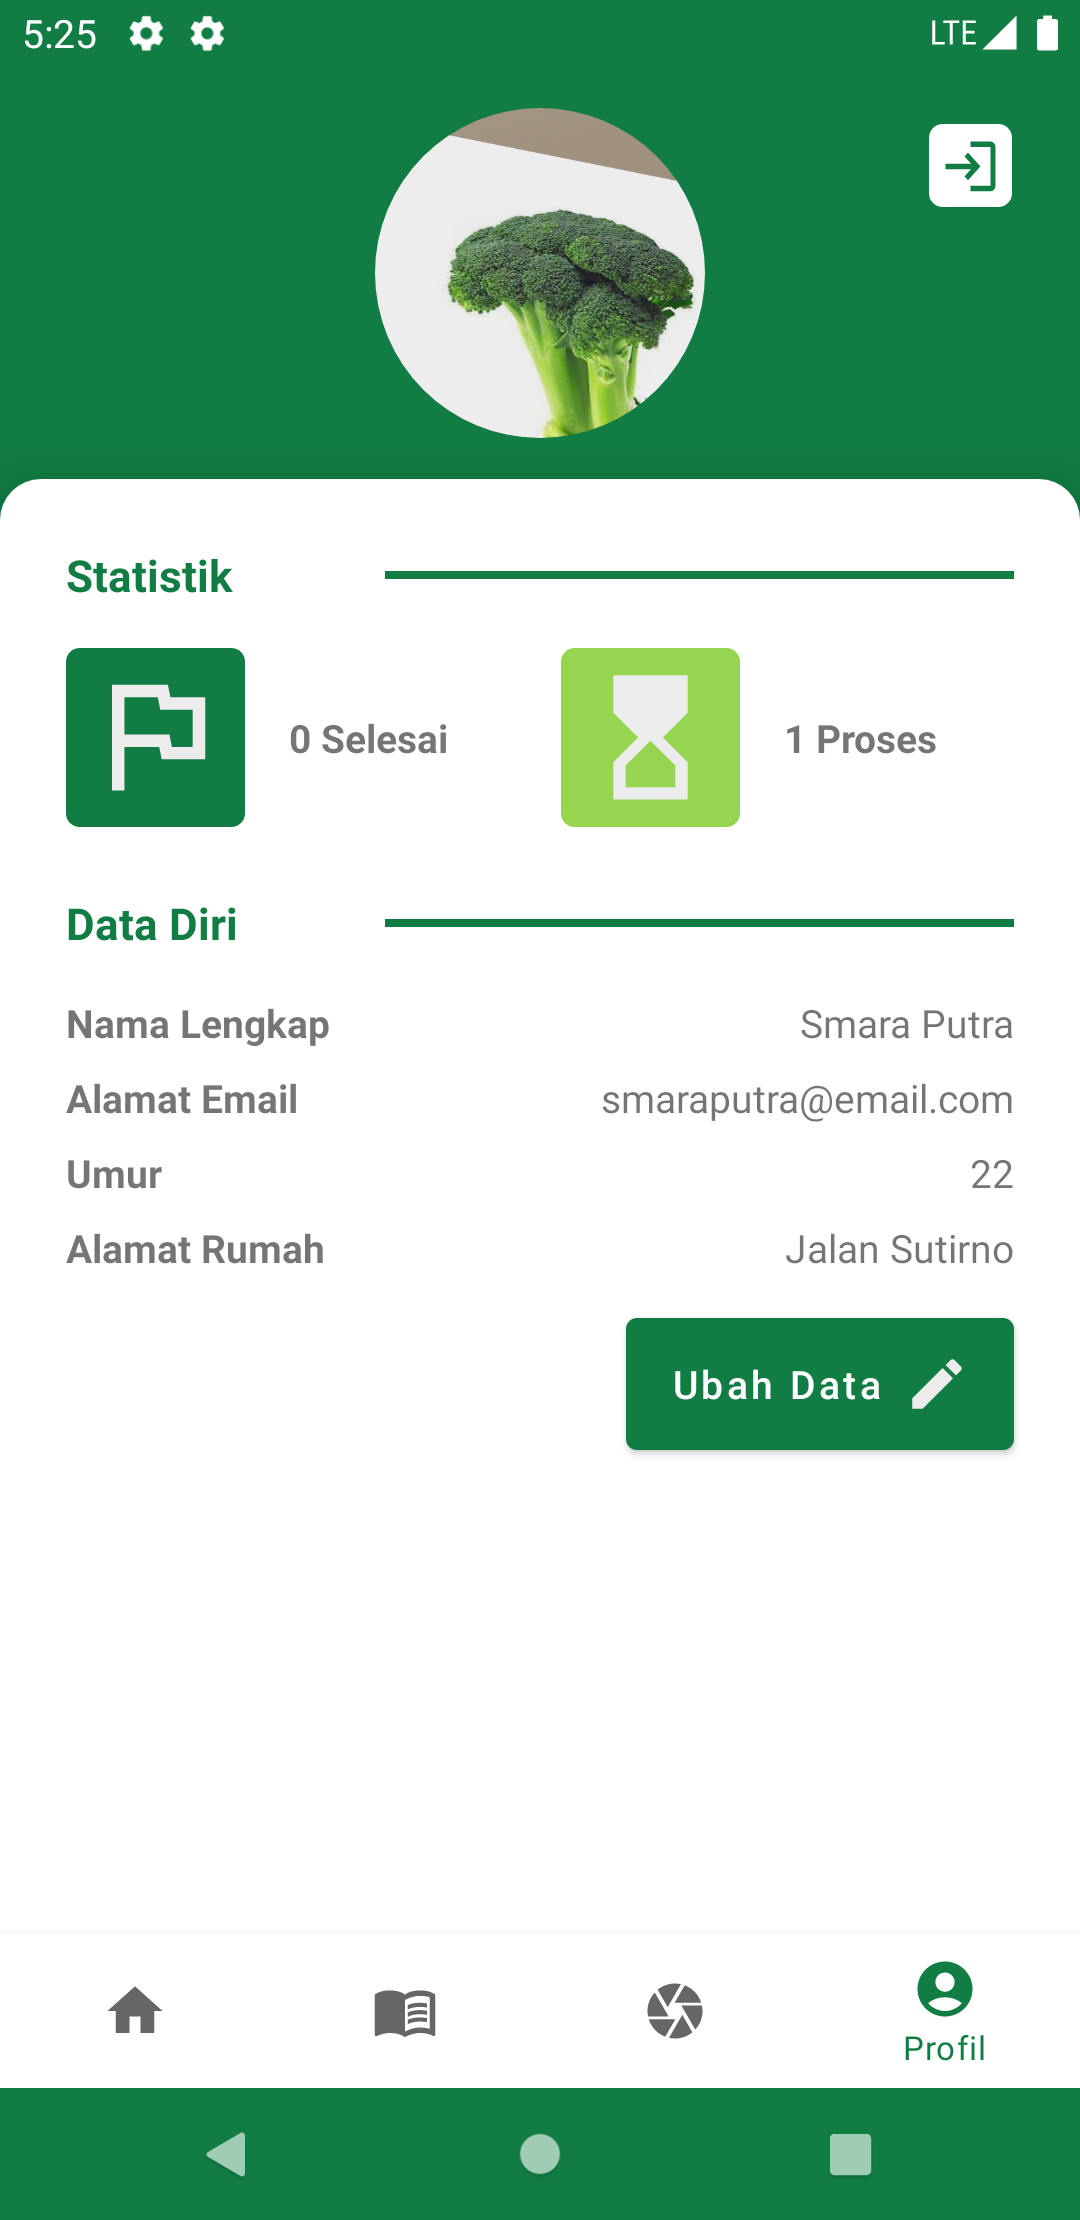 5:25
LTE
Statistik
0 Selesai
1 Proses
Data Diri
Nama Lengkap
Smara Putra
Alamat Email
smaraputra@email.com
Umur
22
Alamat Rumah
Jalan Sutirno
Ubah Data
Profil